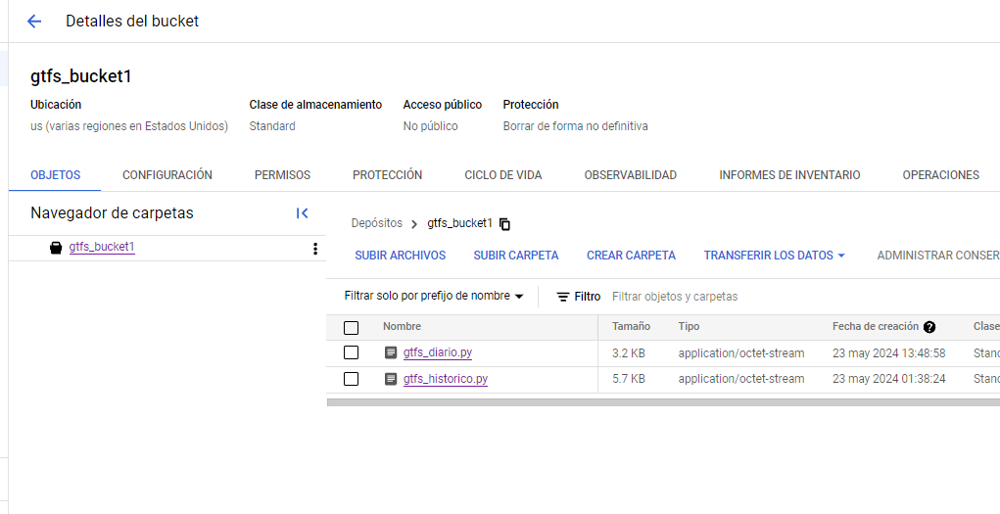 Detalles del bucket
gtfs_bucket1
Ubicación Clase de almacenamiento Acceso público Protección
us (varias regiones en Estados Unidos) Standard No público Borrar de forma no definitiva
OBJETOS CONFIGURACIÓN PERMISOS PROTECCIÓN CICLO DE VIDA OBSERVABILIDAD INFORMES DE INVENTARIO OPERACIONES
Navegador de carpetas
gtfs_bucket1
Depósitos > gtfs_bucket1
SUBIR ARCHIVOS SUBIR CARPETA CREAR CARPETA TRANSFERIR LOS DATOS ADMINISTRAR CONSER
Filtrar solo por prefijo de nombre Filtro Filtrar objetos y carpetas
Nombre Tamaño Tipo Fecha de creación ? Clase
gtfs_diario.py 3.2 KB application/octet-stream 23 may 2024 13:48:58 Stand
gtfs_historico.py 5.7 KB application/octet-stream 23 may 2024 01:38:24 Stand